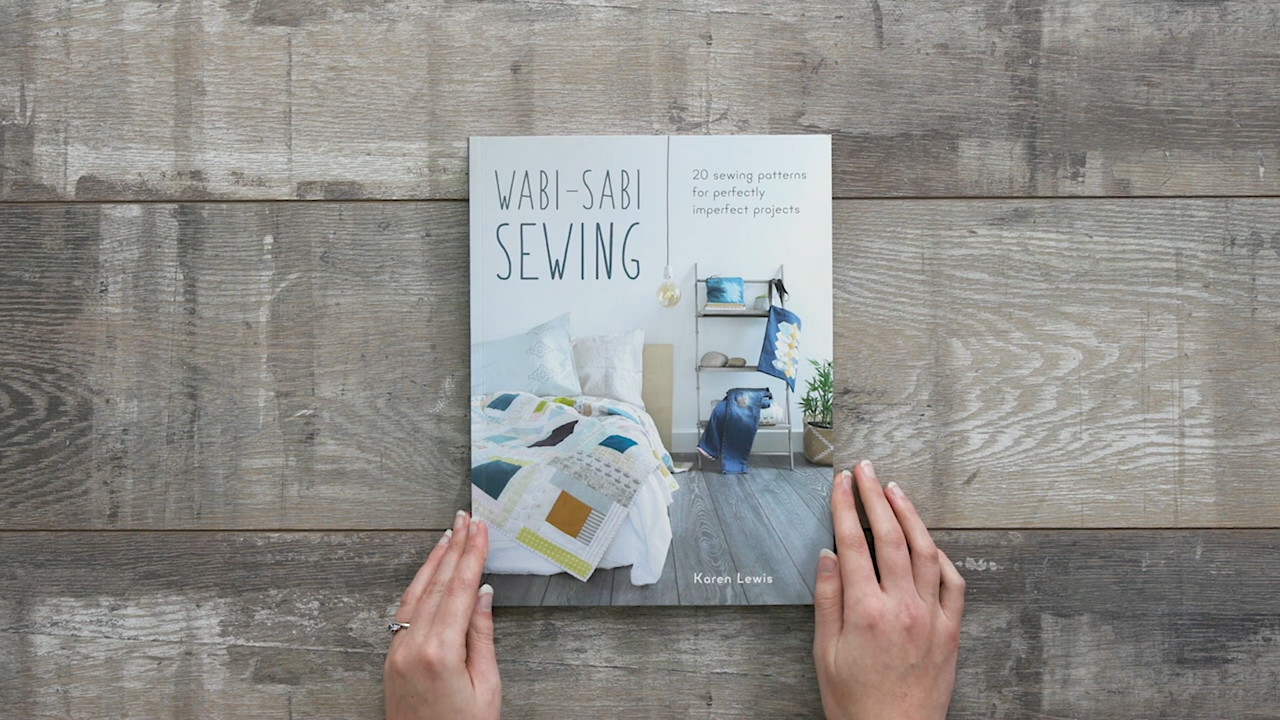 WABI-SABI
SEWING
20 sewing patterns
for perfectly
imperfect projects
Karen Lewis